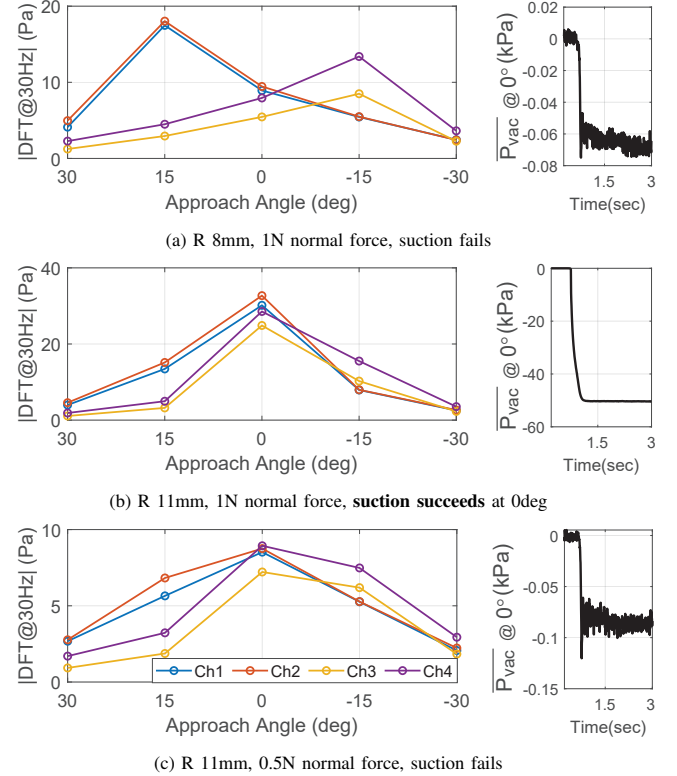 |DFT@30Hz| (Pa)
20
10
0
30 15 0 -15 -30
Approach Angle (deg)
P̅v̅a̅c̅ @ 0° (kPa)
0.02
0
-0.02
-0.04
-0.06
-0.08
1.5 3
Time(sec)
(a) R 8mm, 1N normal force, suction fails
|DFT@30Hz| (Pa)
40
20
0
30 15 0 -15 -30
Approach Angle (deg)
P̅v̅a̅c̅ @ 0° (kPa)
0
-20
-40
-60
1.5 3
Time(sec)
(b) R 11mm, 1N normal force, suction succeeds at 0deg
|DFT@30Hz| (Pa)
10
5
0
30 15 0 -15 -30
Ch1 Ch2 Ch3 Ch4
Approach Angle (deg)
P̅v̅a̅c̅ @ 0° (kPa)
0
-0.05
-0.1
-0.15
1.5 3
Time(sec)
(c) R 11mm, 0.5N normal force, suction fails